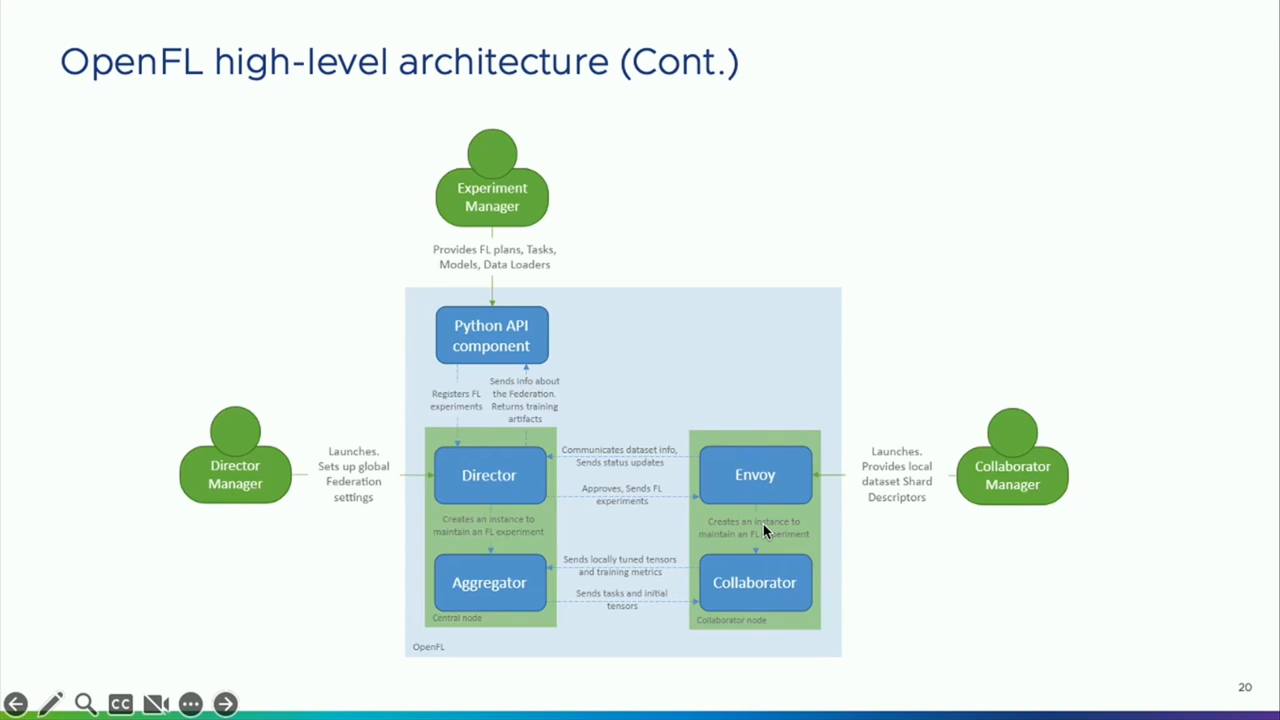 OpenFL high-level architecture (Cont.)
Experiment
Manager
Provides FL plans, Tasks,
Models, Data Loaders
Python API
component
Registers FL
experiments
Sends info about
the Federation.
Returns training
artifacts
Director
Manager
Launches.
Sets up global
Federation
settings
Director
Communicates dataset info,
Sends status updates
Approves, Sends FL
experiments
Envoy
Launches.
Provides local
dataset Shard
Descriptors
Collaborator
Manager
Creates an instance to
maintain an FL experiment
Creates an instance to
maintain an FL experiment
Aggregator
Sends locally tuned tensors
and training metrics
Sends tasks and initial
tensors
Collaborator
Central node
Collaborator node
OpenFL
20
CC